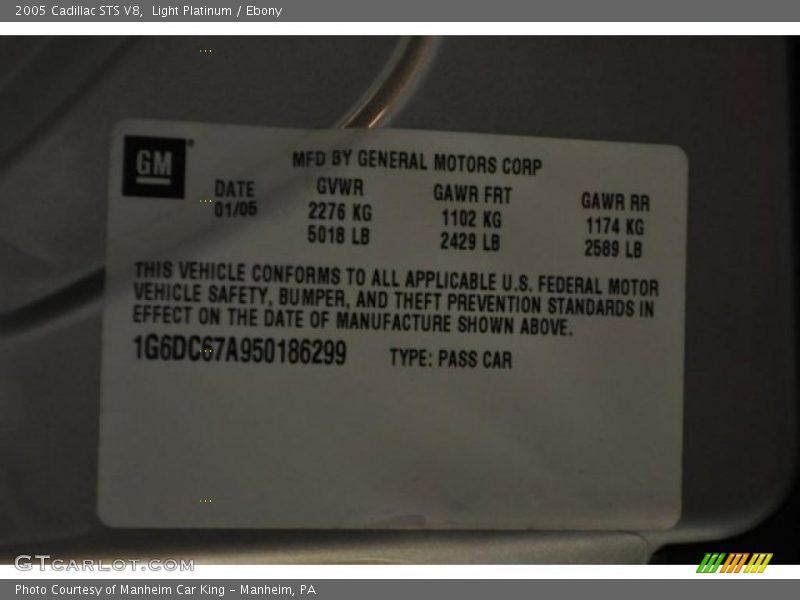 2005 Cadillac STS V8,  Light Platinum / Ebony
GM
MFD BY GENERAL MOTORS CORP
DATE GVWR GAWR FRT GAWR RR
01/05 2276 KG 1102 KG 1174 KG
5018 LB 2429 LB 2589 LB
THIS VEHICLE CONFORMS TO ALL APPLICABLE U.S. FEDERAL MOTOR
VEHICLE SAFETY, BUMPER, AND THEFT PREVENTION STANDARDS IN
EFFECT ON THE DATE OF MANUFACTURE SHOWN ABOVE.
1G6DC67A950186299 TYPE: PASS CAR
GTCARLOT.COM
Photo Courtesy of Manheim Car King - Manheim, PA